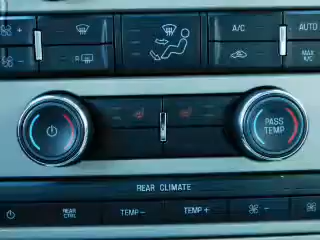 A/C
AUTO
R
MAX
A/C
PASS
TEMP
REAR CLIMATE
REAR
CTRL
TEMP −
TEMP +